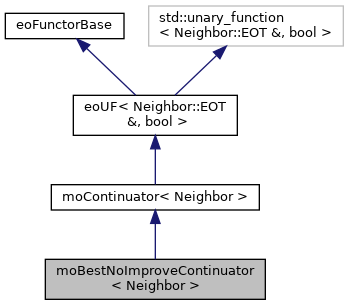 eoFunctorBase
std::unary_function
< Neighbor::EOT &, bool >
eoUF< Neighbor::EOT
&, bool >
moContinuator< Neighbor >
moBestNoImproveContinuator
< Neighbor >